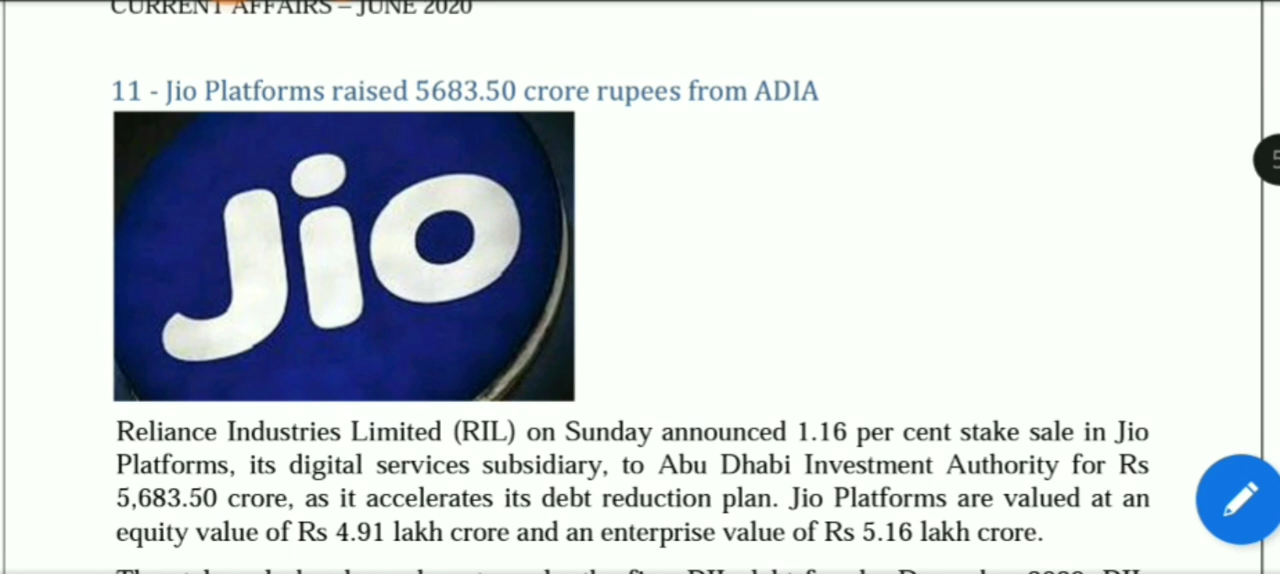 CURRENT AFFAIRS – JUNE 2020
11 - Jio Platforms raised 5683.50 crore rupees from ADIA
Jio
Reliance Industries Limited (RIL) on Sunday announced 1.16 per cent stake sale in Jio
Platforms, its digital services subsidiary, to Abu Dhabi Investment Authority for Rs
5,683.50 crore, as it accelerates its debt reduction plan. Jio Platforms are valued at an
equity value of Rs 4.91 lakh crore and an enterprise value of Rs 5.16 lakh crore.